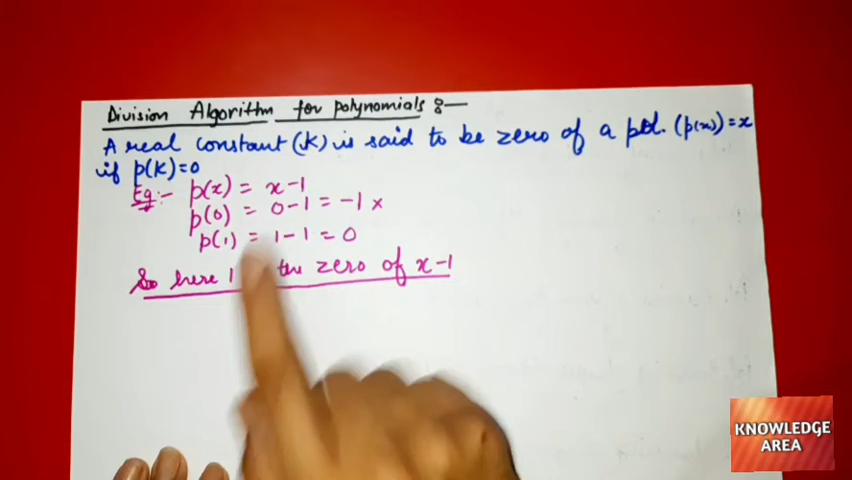 Division Algorithm for polynomials :—
A real constant (K) is said to be zero of a pol. (p(x)) = x
if p(K)=0
Eg:- p(x) = x-1
p(0) = 0-1 = -1 ×
p(1) = 1-1 = 0
So here 1 the zero of x-1
KNOWLEDGE
AREA